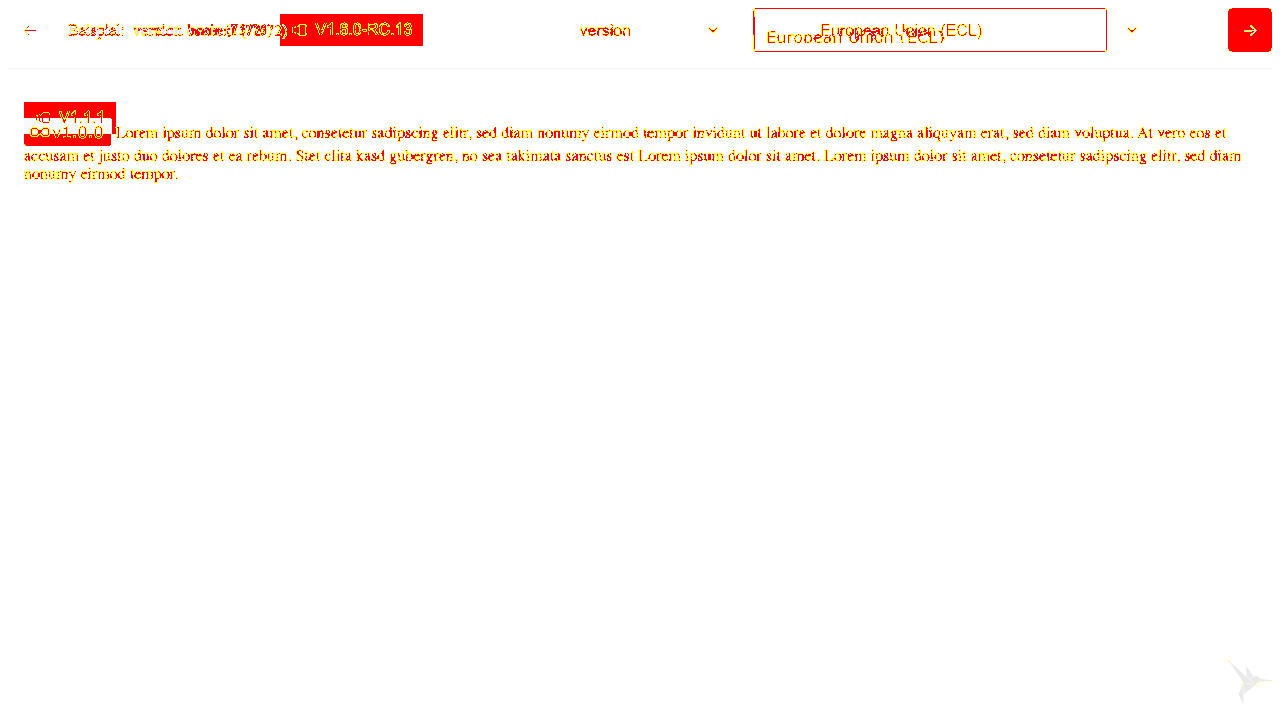 Beispiel: version V1.8.0-RC.13 version European Union (ECL)
European Union (ECL)
V1.1.1
v1.0.0 Lorem ipsum dolor sit amet, consetetur sadipscing elitr, sed diam nonumy eirmod tempor invidunt ut labore et dolore magna aliquyam erat, sed diam voluptua. At vero eos et
accusam et justo duo dolores et ea rebum. Stet clita kasd gubergren, no sea takimata sanctus est Lorem ipsum dolor sit amet. Lorem ipsum dolor sit amet, consetetur sadipscing elitr, sed diam
nonumy eirmod tempor.